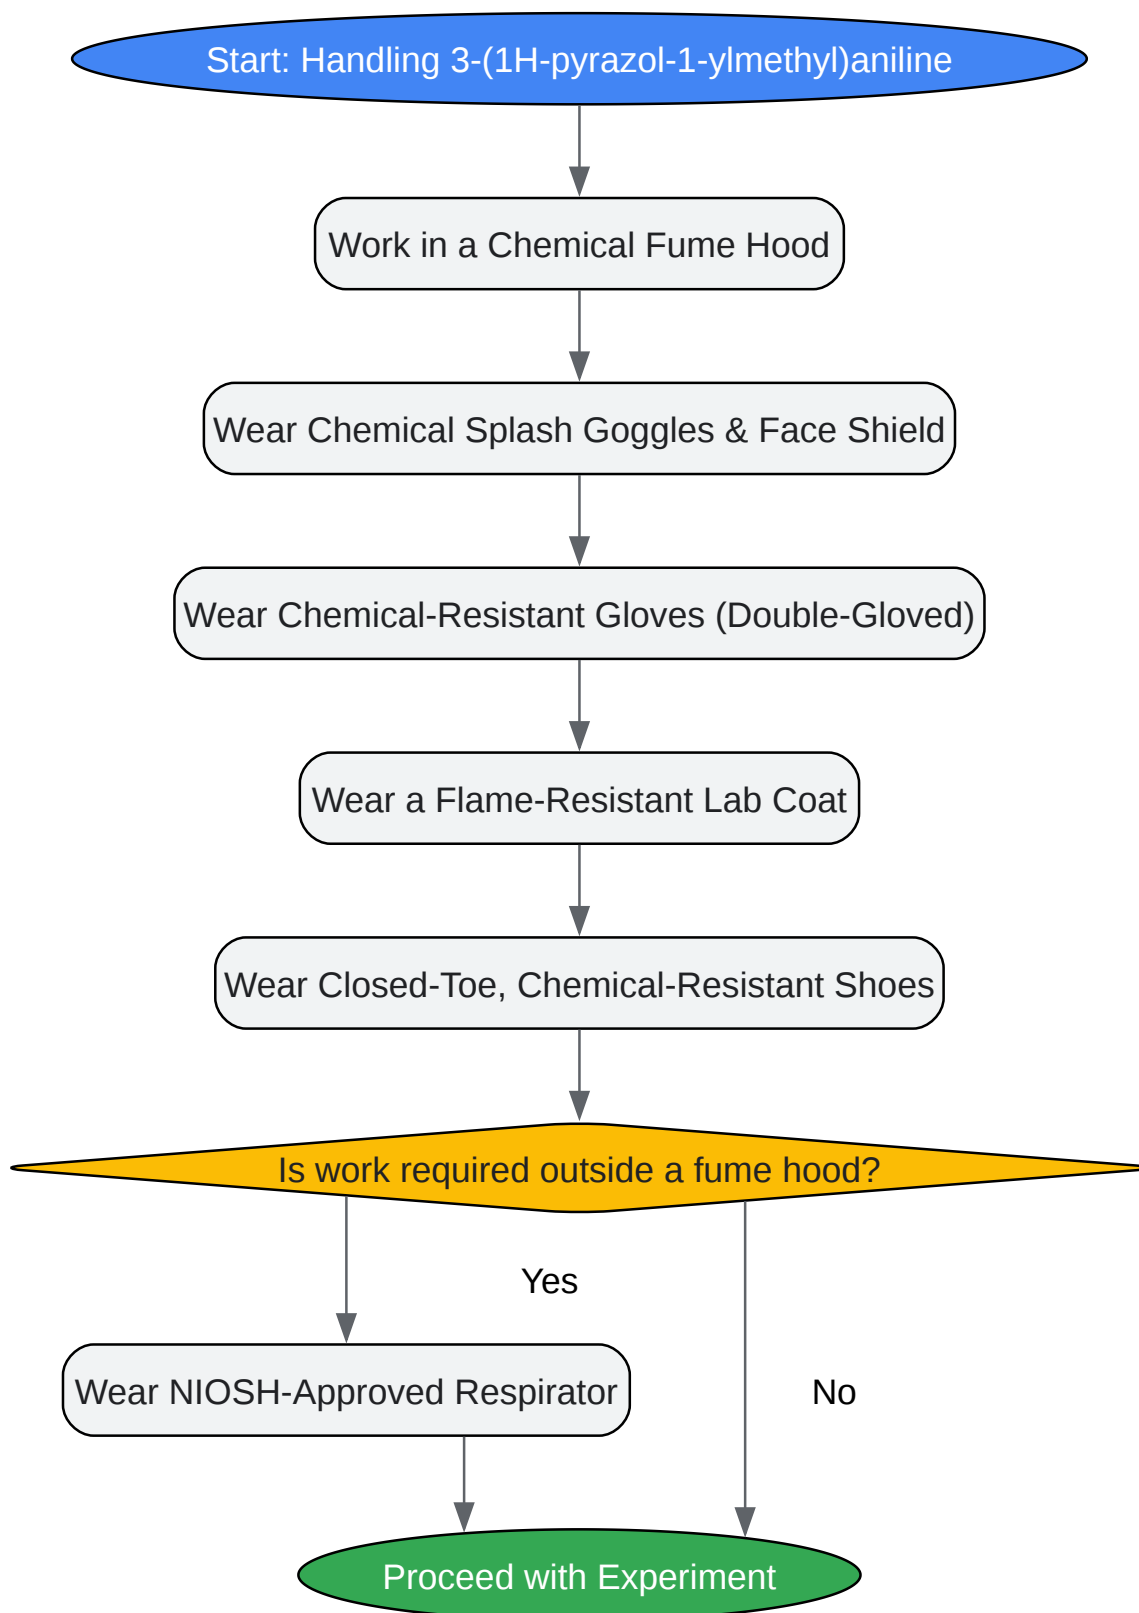 Start: Handling 3-(1H-pyrazol-1-ylmethyl)aniline
Work in a Chemical Fume Hood
Wear Chemical Splash Goggles & Face Shield
Wear Chemical-Resistant Gloves (Double-Gloved)
Wear a Flame-Resistant Lab Coat
Wear Closed-Toe, Chemical-Resistant Shoes
Is work required outside a fume hood?
Yes
Wear NIOSH-Approved Respirator
No
Proceed with Experiment